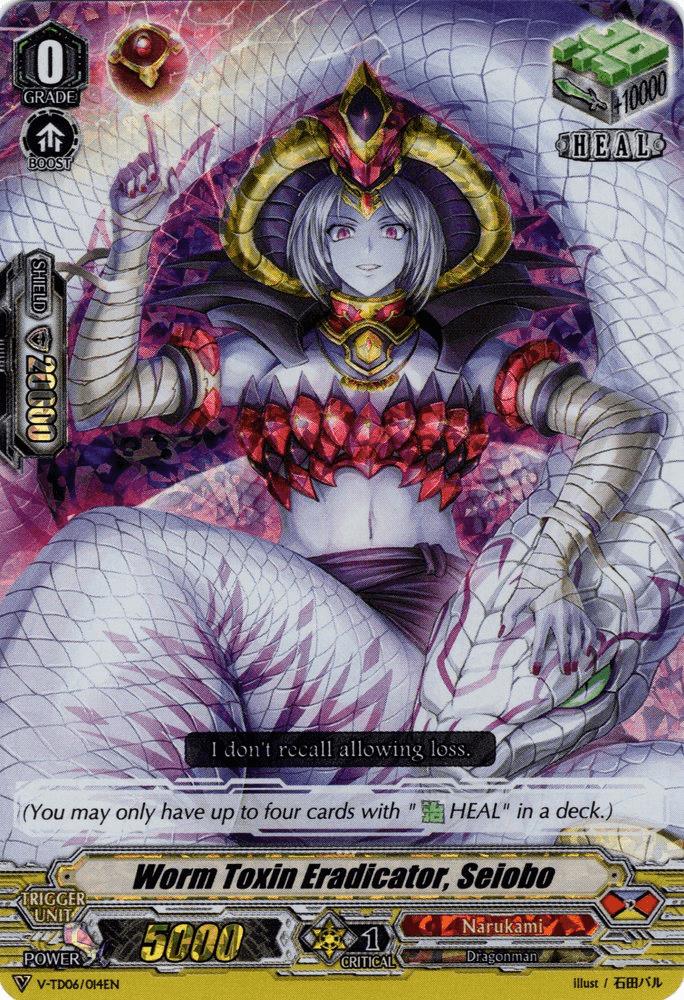 0
GRADE
BOOST
治
+10000
HEAL
SHIELD
20000
I don't recall allowing loss.
(You may only have up to four cards with "治 HEAL" in a deck.)
Worm Toxin Eradicator, Seiobo
TRIGGER
UNIT
POWER
5000
1
CRITICAL
Narukami
Dragonman
V-TD06/014EN
illust / 石田バル